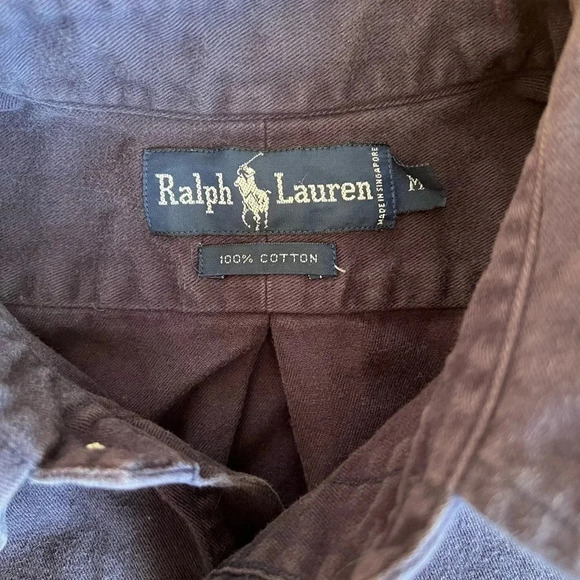 Ralph Lauren
MADE IN SINGAPORE
M
100% COTTON